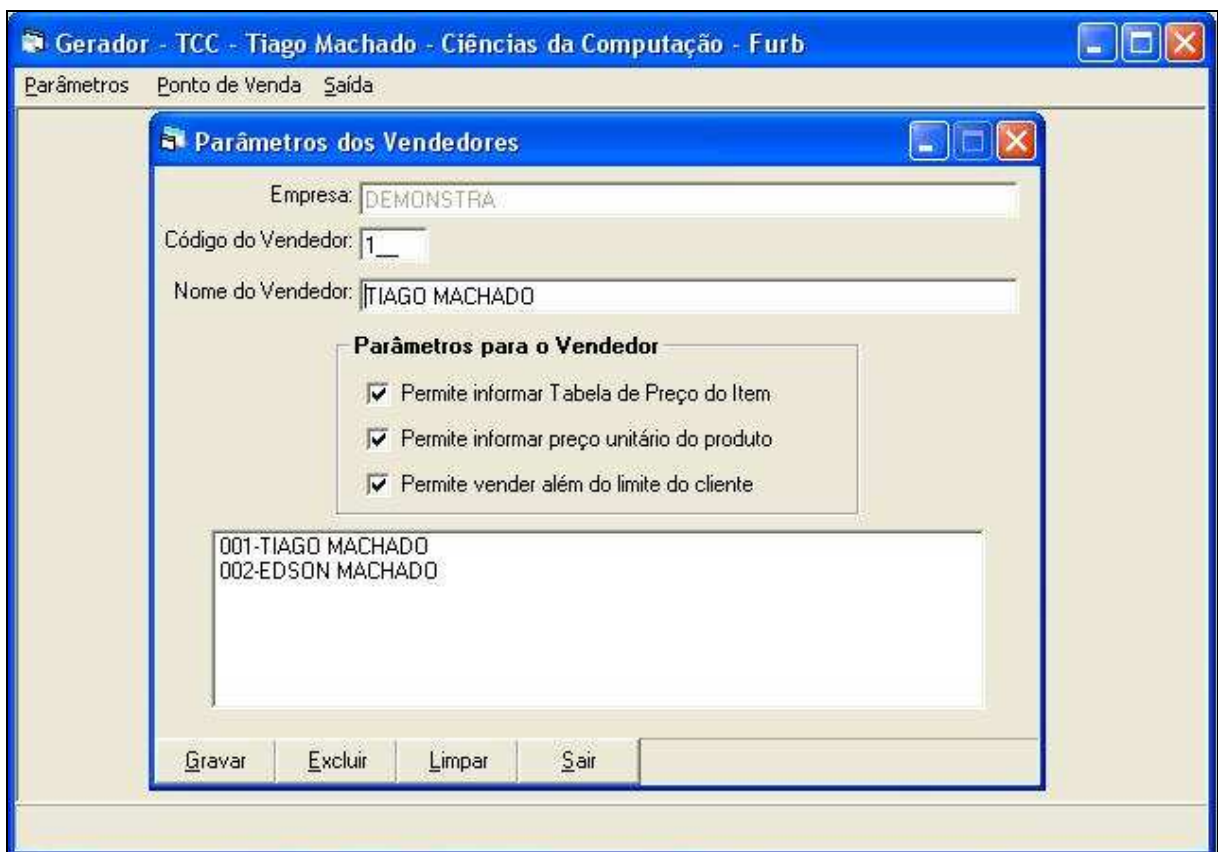 Gerador - TCC - Tiago Machado - Ciências da Computação - Furb
Parâmetros Ponto de Venda Saída
Parâmetros dos Vendedores
Empresa: DEMONSTRA
Código do Vendedor: 1__
Nome do Vendedor: TIAGO MACHADO
Parâmetros para o Vendedor
Permite informar Tabela de Preço do Item
Permite informar preço unitário do produto
Permite vender além do limite do cliente
001-TIAGO MACHADO
002-EDSON MACHADO
Gravar Excluir Limpar Sair